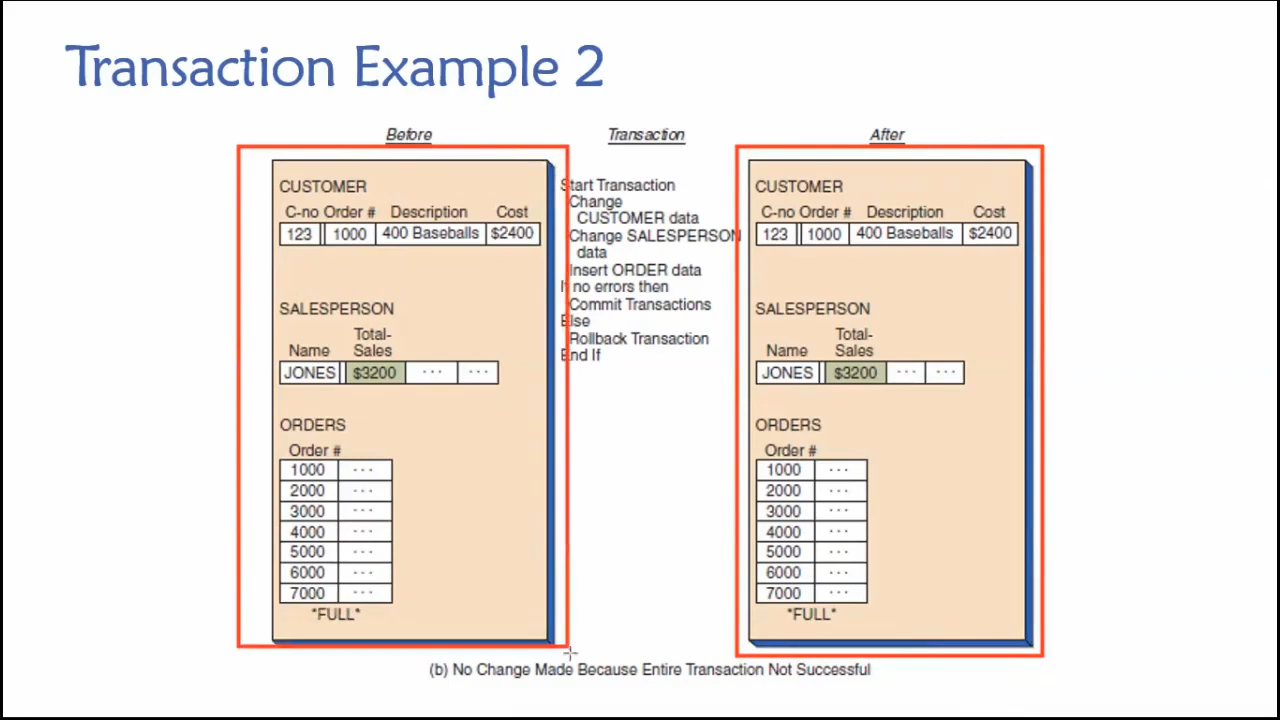 Transaction Example 2
Before
CUSTOMER
C-no Order # Description Cost
123 1000 400 Baseballs $2400
SALESPERSON
Total-
Name Sales
JONES $3200 ... ...
ORDERS
Order #
1000 ...
2000 ...
3000 ...
4000 ...
5000 ...
6000 ...
7000 ...
*FULL*
Transaction
Start Transaction
Change
CUSTOMER data
Change SALESPERSON
data
Insert ORDER data
If no errors then
Commit Transactions
Else
Rollback Transaction
End If
After
CUSTOMER
C-no Order # Description Cost
123 1000 400 Baseballs $2400
SALESPERSON
Total-
Name Sales
JONES $3200 ... ...
ORDERS
Order #
1000 ...
2000 ...
3000 ...
4000 ...
5000 ...
6000 ...
7000 ...
*FULL*
(b) No Change Made Because Entire Transaction Not Successful